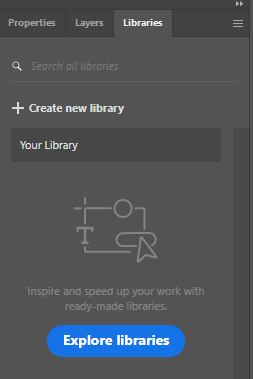 Properties Layers Libraries
Search all libraries
Create new library
Your Library
Inspire and speed up your work with
ready-made libraries.
Explore libraries